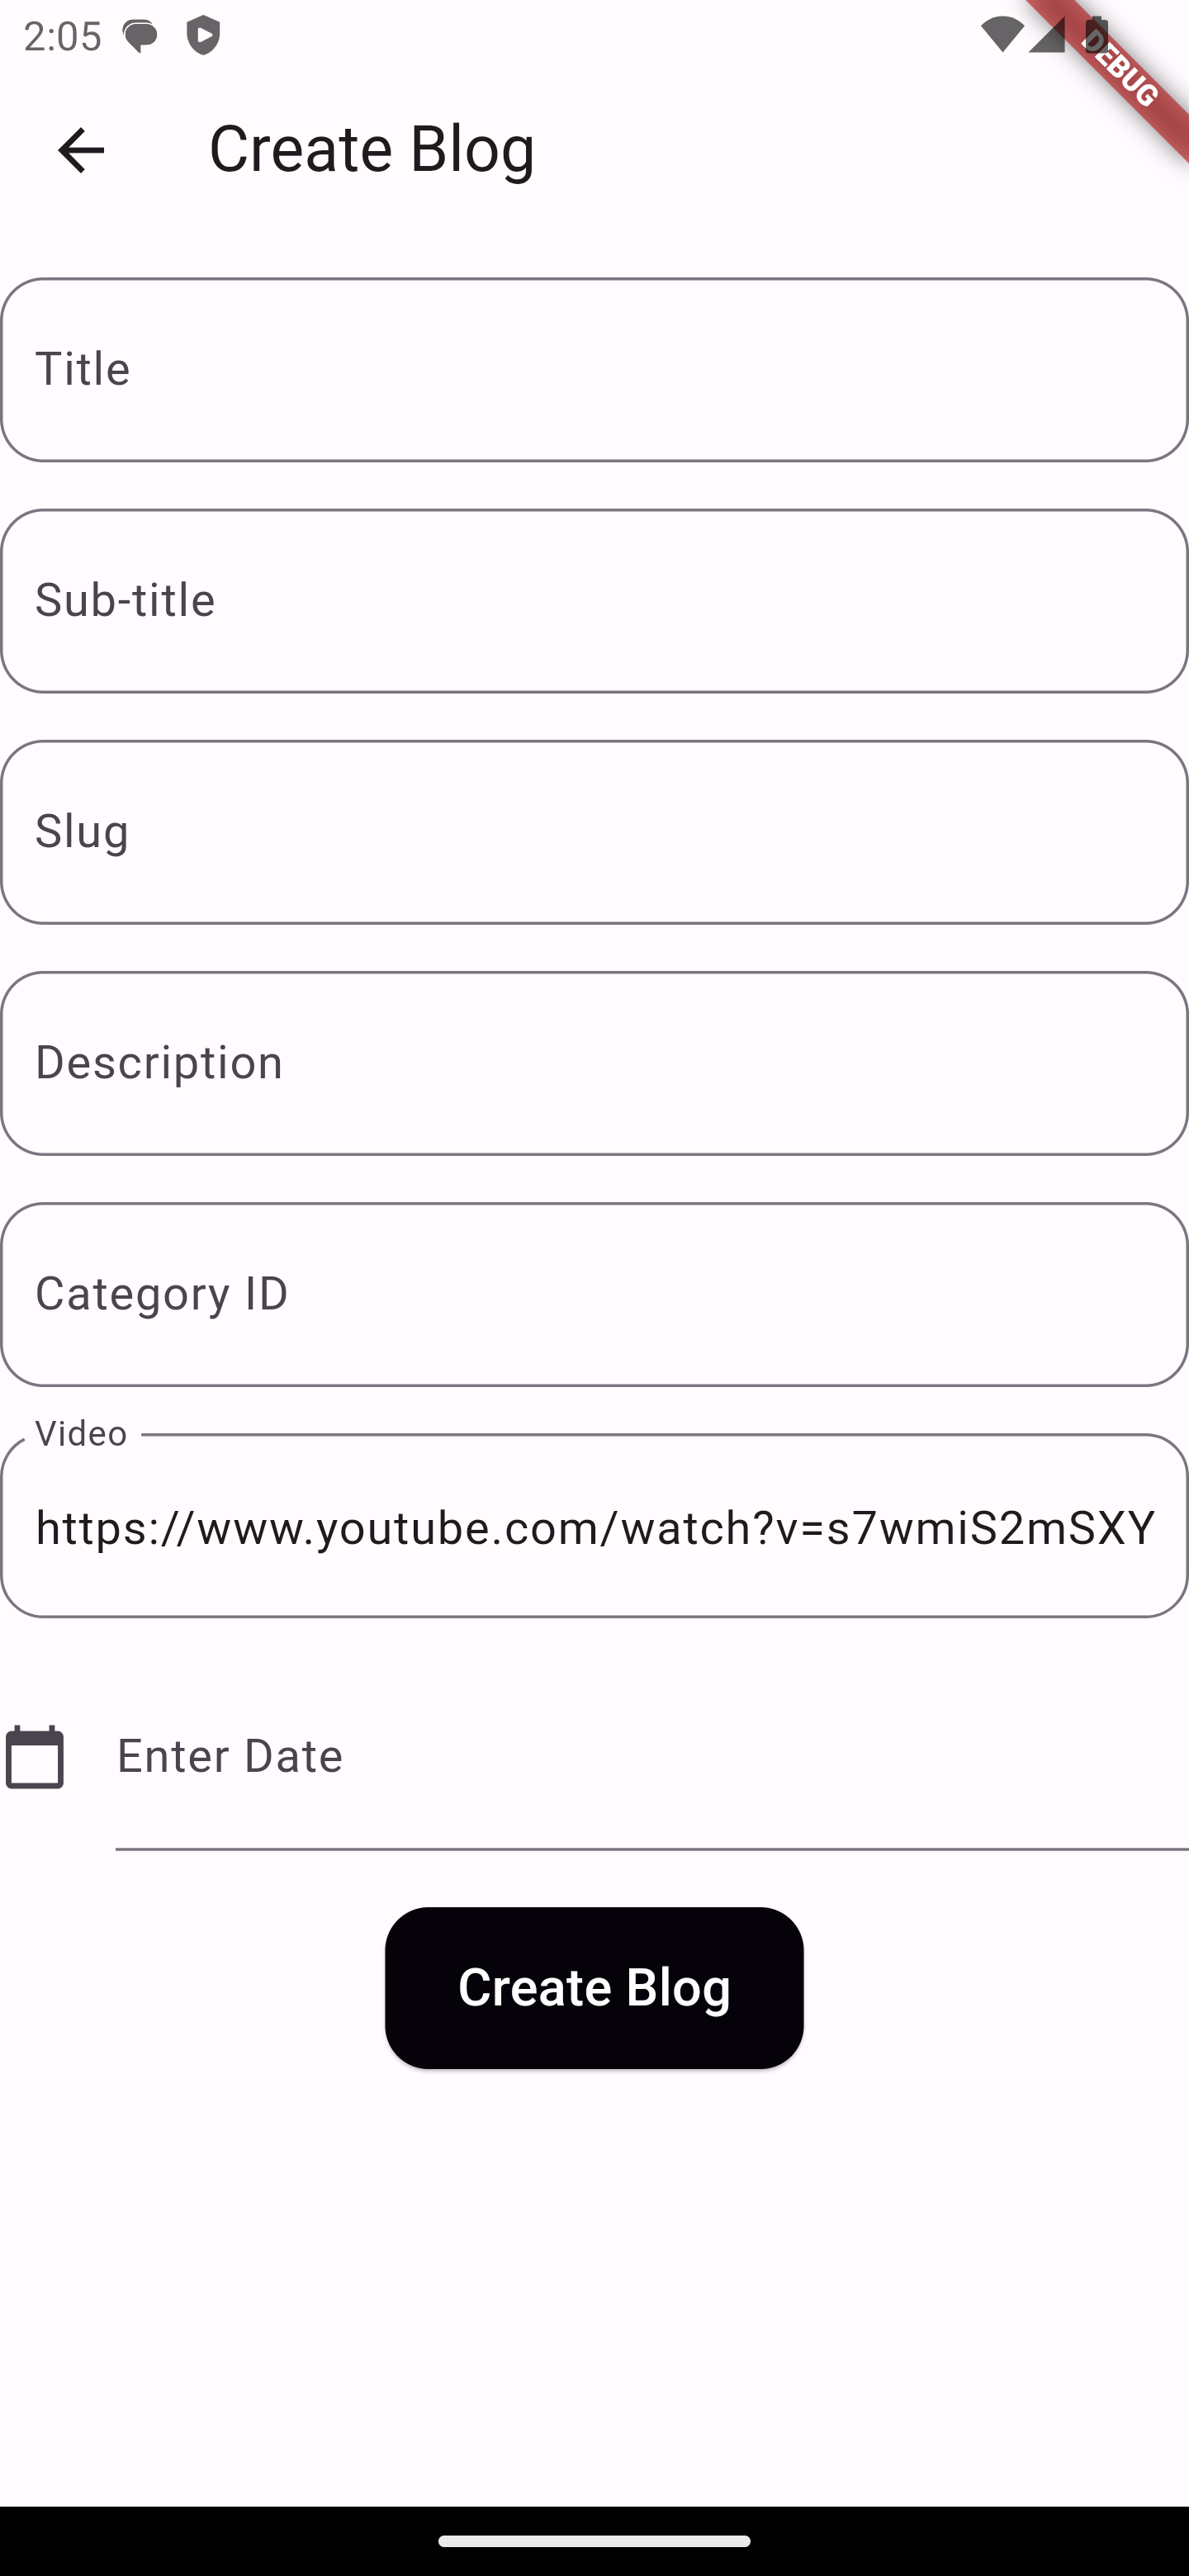 2:05
DEBUG
Create Blog
Title
Sub-title
Slug
Description
Category ID
Video
https://www.youtube.com/watch?v=s7wmiS2mSXY
Enter Date
Create Blog